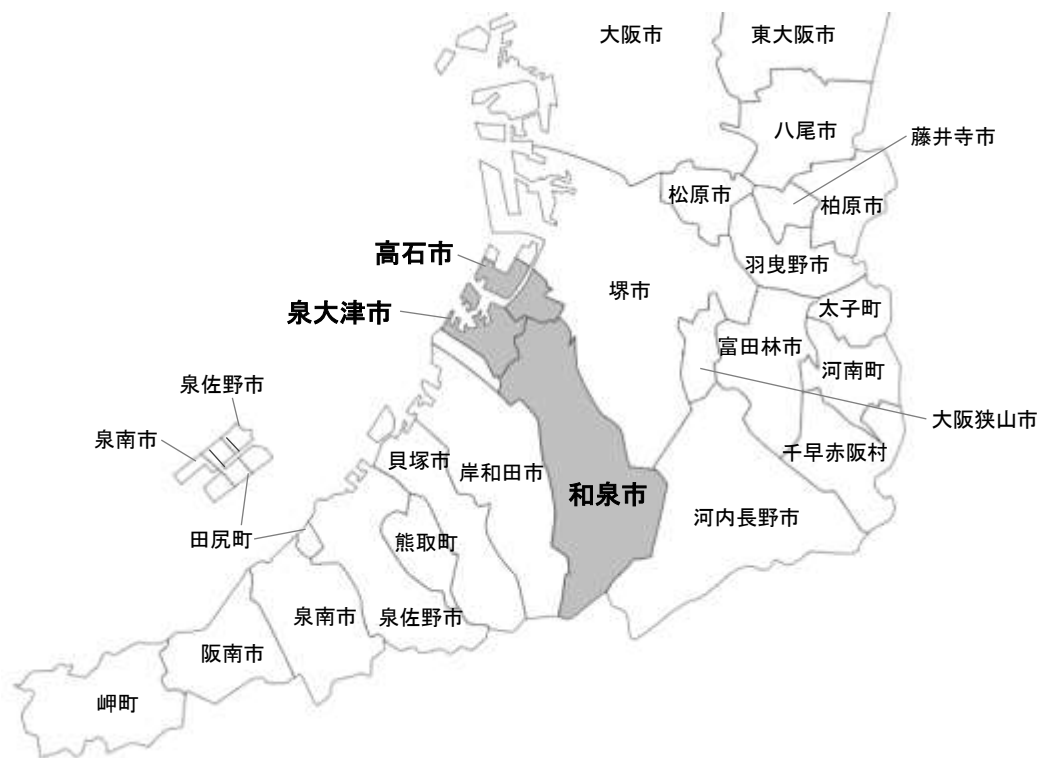 大阪市
東大阪市
八尾市
藤井寺市
松原市
柏原市
高石市
羽曳野市
堺市
泉大津市
太子町
富田林市
河南町
泉佐野市
大阪狭山市
泉南市
千早赤阪村
貝塚市
岸和田市
和泉市
河内長野市
田尻町
熊取町
泉南市
泉佐野市
阪南市
岬町